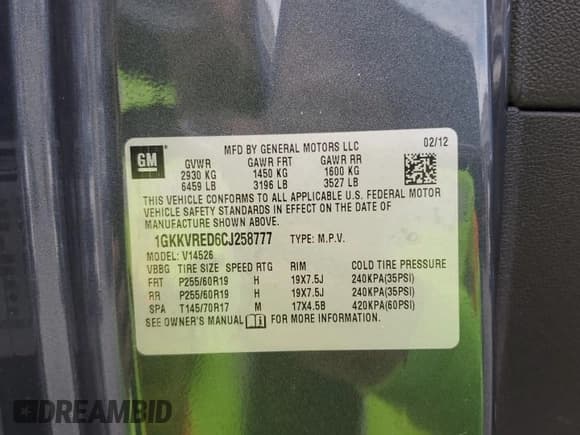 GM
MFD BY GENERAL MOTORS LLC 02/12
GVWR GAWR FRT GAWR RR
2930 KG 1450 KG 1600 KG
6459 LB 3196 LB 3527 LB
THIS VEHICLE CONFORMS TO ALL APPLICABLE U.S. FEDERAL MOTOR
VEHICLE SAFETY STANDARDS IN EFFECT ON THE DATE OF
MANUFACTURE SHOWN ABOVE.
1GKKVRED6CJ258777 TYPE: M.P.V.
MODEL: V14526
VBBG TIRE SIZE SPEED RTG RIM COLD TIRE PRESSURE
FRT P255/60R19 H 19X7.5J 240KPA(35PSI)
RR P255/60R19 H 19X7.5J 240KPA(35PSI)
SPA T145/70R17 M 17X4.5B 420KPA(60PSI)
SEE OWNER'S MANUAL FOR MORE INFORMATION.
DREAMBID